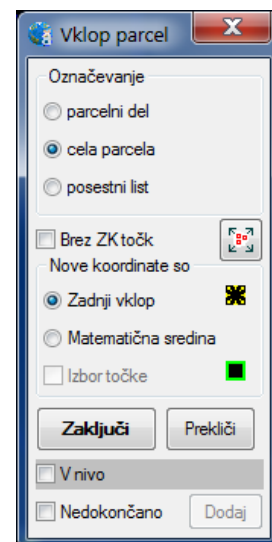 Vklop parcel
Označevanje
parcelni del
cela parcela
posestni list
Brez ZK točk
Nove koordinate so
Zadnji vklop
Matematična sredina
Izbor točke
Zaključi Prekliči
V nivo
Nedokončano Dodaj